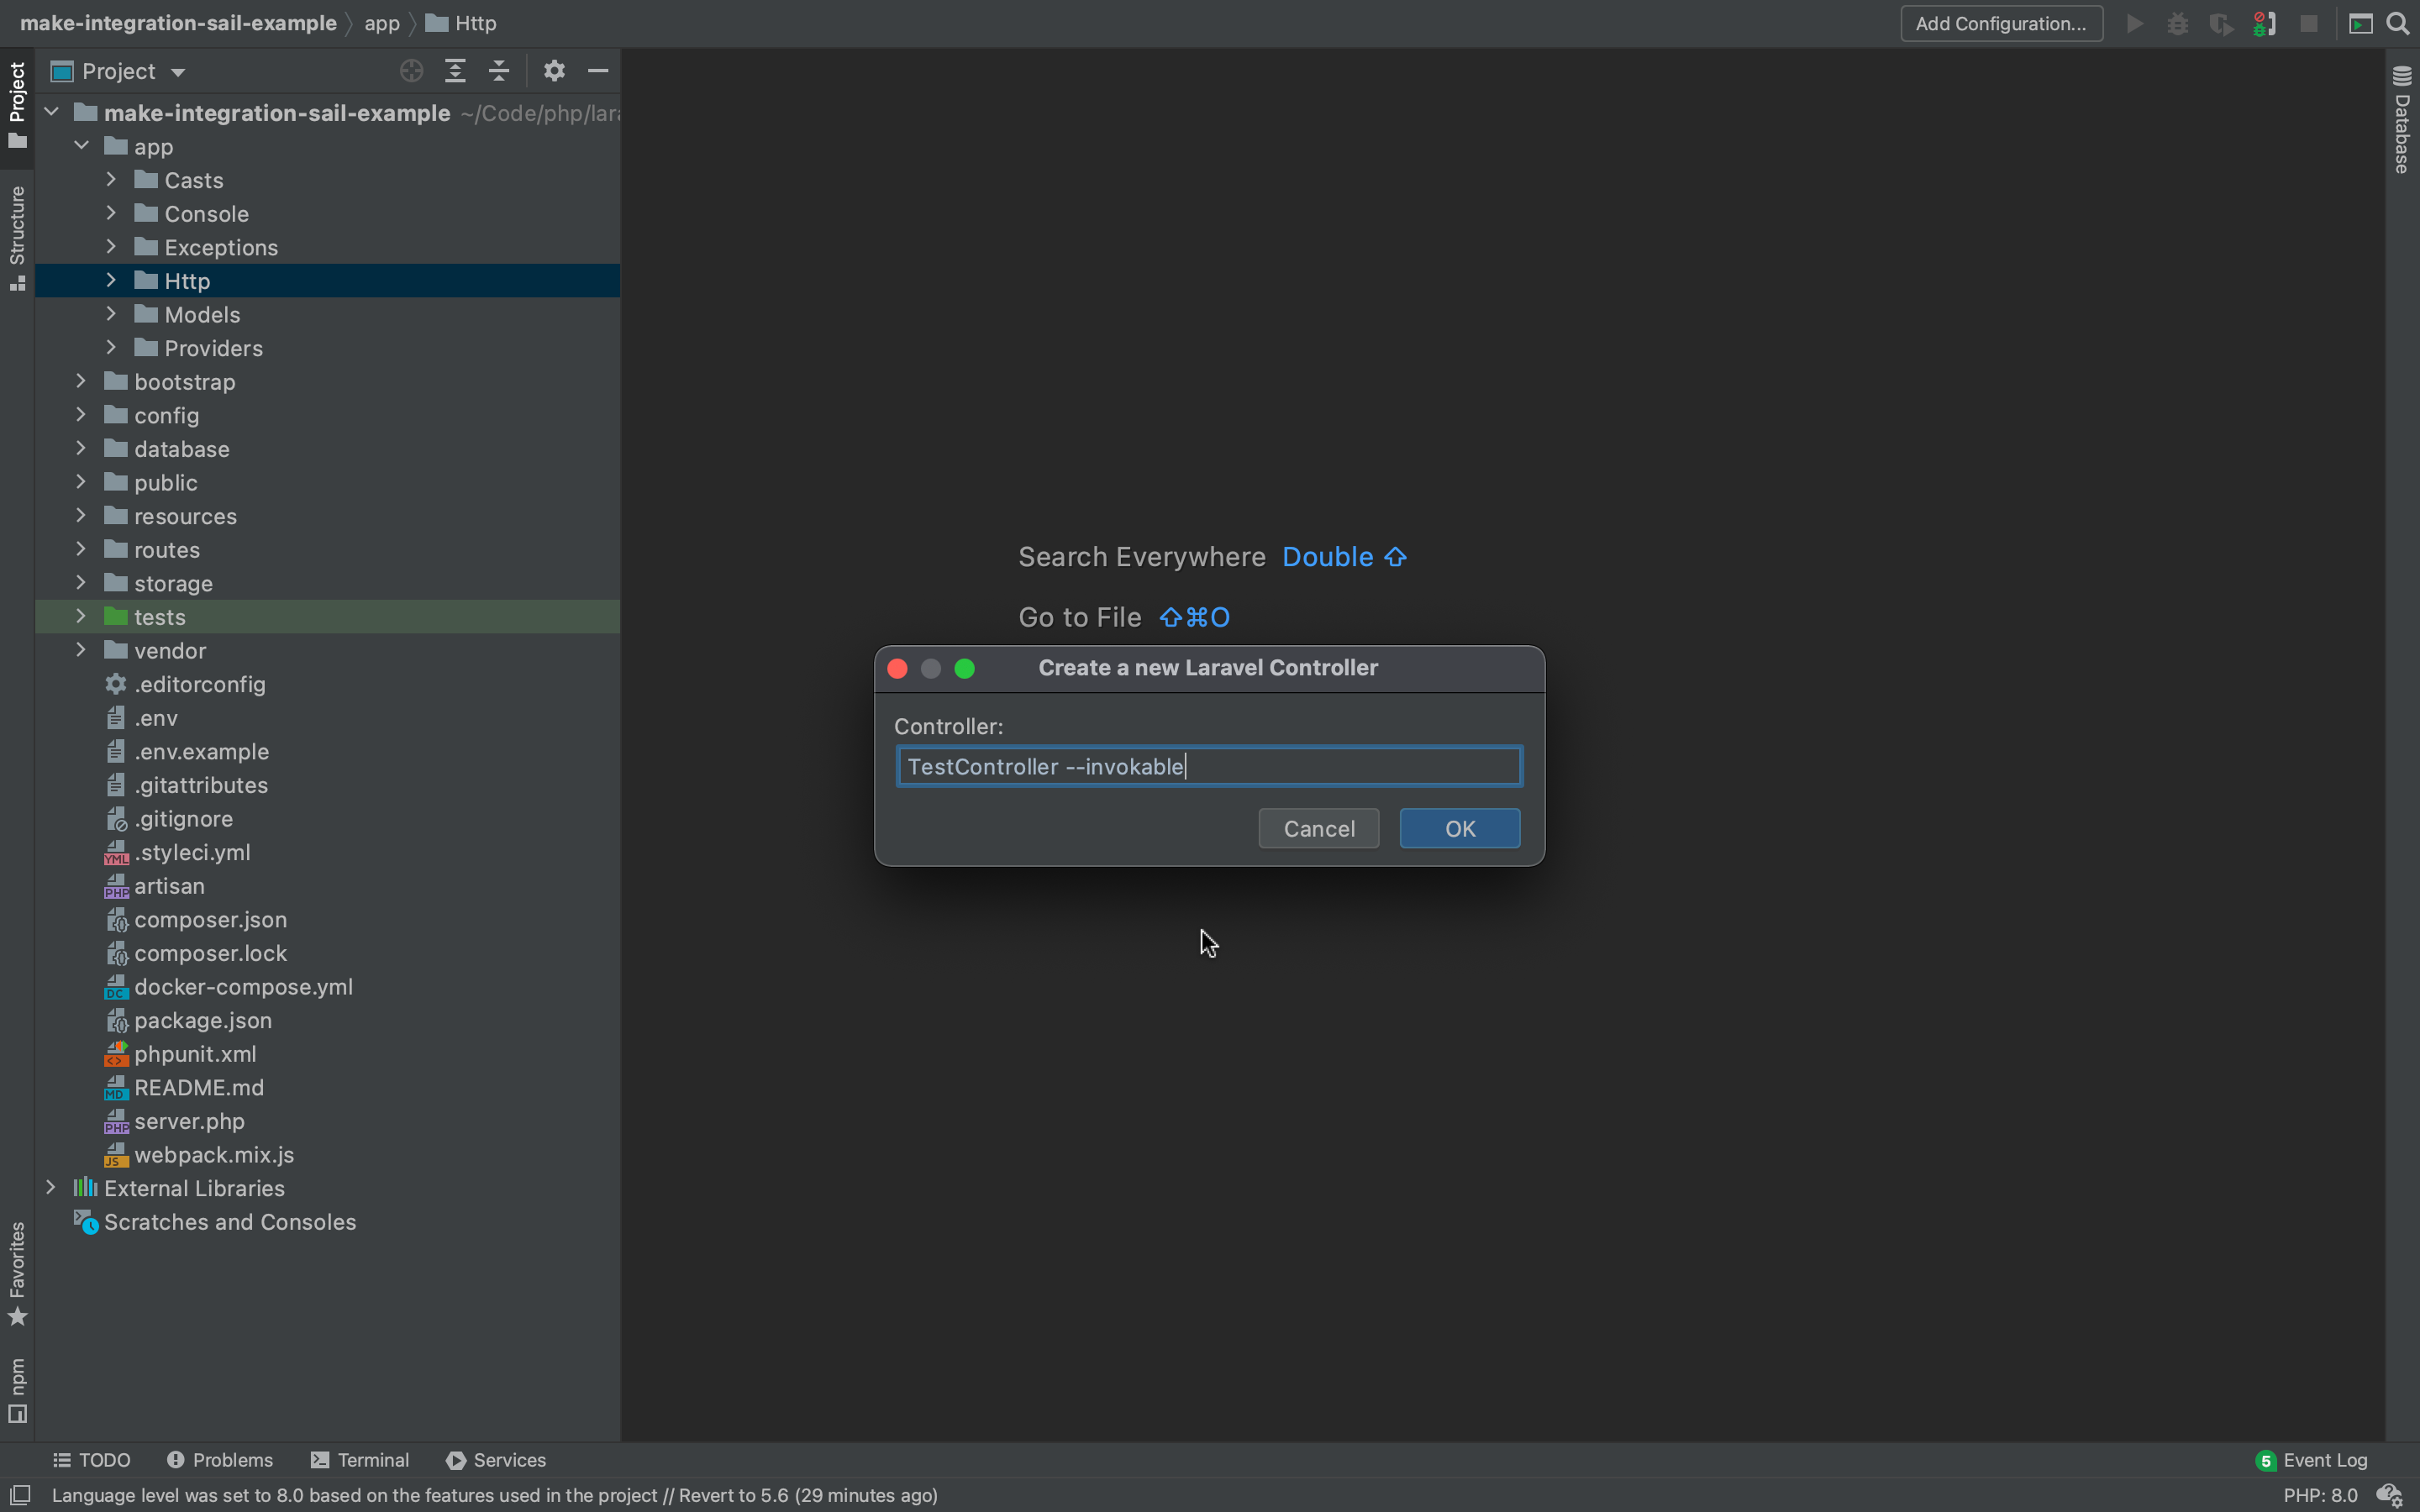 make-integration-sail-example app Http
Add Configuration...
Project
make-integration-sail-example ~/Code/php/lar
app
Casts
Console
Exceptions
Http
Models
Providers
bootstrap
config
database
public
resources
routes
storage
tests
vendor
.editorconfig
.env
.env.example
.gitattributes
.gitignore
.styleci.yml
artisan
composer.json
composer.lock
docker-compose.yml
package.json
phpunit.xml
README.md
server.php
webpack.mix.js
External Libraries
Scratches and Consoles
Project
Structure
Favorites
npm
Search Everywhere Double ⇧
Go to File ⇧⌘O
Create a new Laravel Controller
Controller:
TestController --invokable
Cancel OK
Database
TODO Problems Terminal Services
5 Event Log
Language level was set to 8.0 based on the features used in the project // Revert to 5.6 (29 minutes ago)
PHP: 8.0